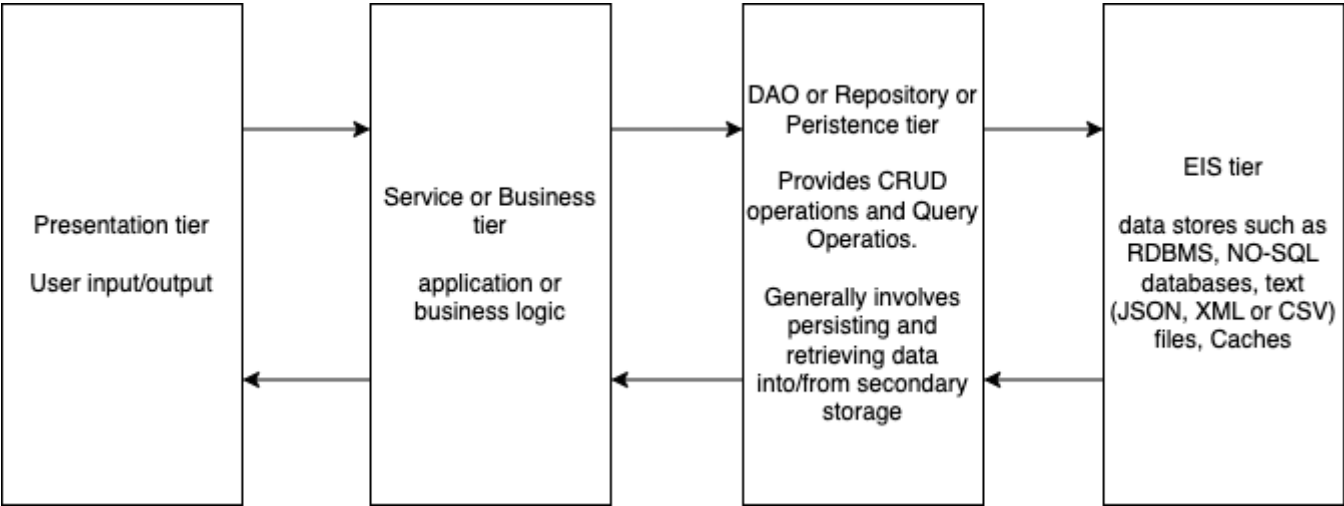 Presentation tier
User input/output
Service or Business
tier
application or
business logic
DAO or Repository or
Peristence tier
Provides CRUD
operations and Query
Operatios.
Generally involves
persisting and
retrieving data
into/from secondary
storage
EIS tier
data stores such as
RDBMS, NO-SQL
databases, text
(JSON, XML or CSV)
files, Caches